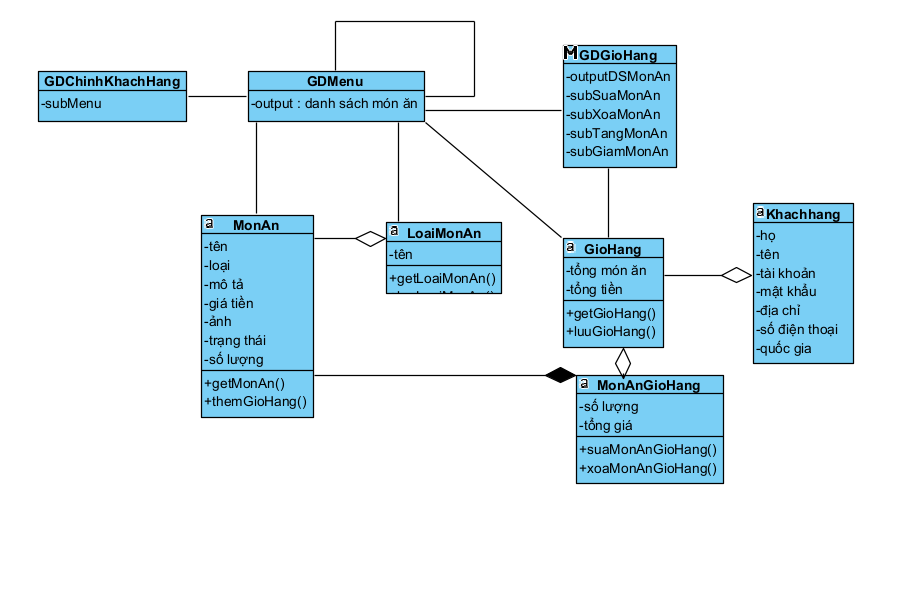 GDChinhKhachHang
-subMenu
GDMenu
-output : danh sách món ăn
M GDGioHang
-outputDSMonAn
-subSuaMonAn
-subXoaMonAn
-subTangMonAn
-subGiamMonAn
a MonAn
-tên
-loại
-mô tả
-giá tiền
-ảnh
-trạng thái
-số lượng
+getMonAn()
+themGioHang()
a LoaiMonAn
-tên
+getLoaiMonAn()
a GioHang
-tổng món ăn
-tổng tiền
+getGioHang()
+luuGioHang()
a Khachhang
-họ
-tên
-tài khoản
-mật khẩu
-địa chỉ
-số điện thoại
-quốc gia
a MonAnGioHang
-số lượng
-tổng giá
+suaMonAnGioHang()
+xoaMonAnGioHang()